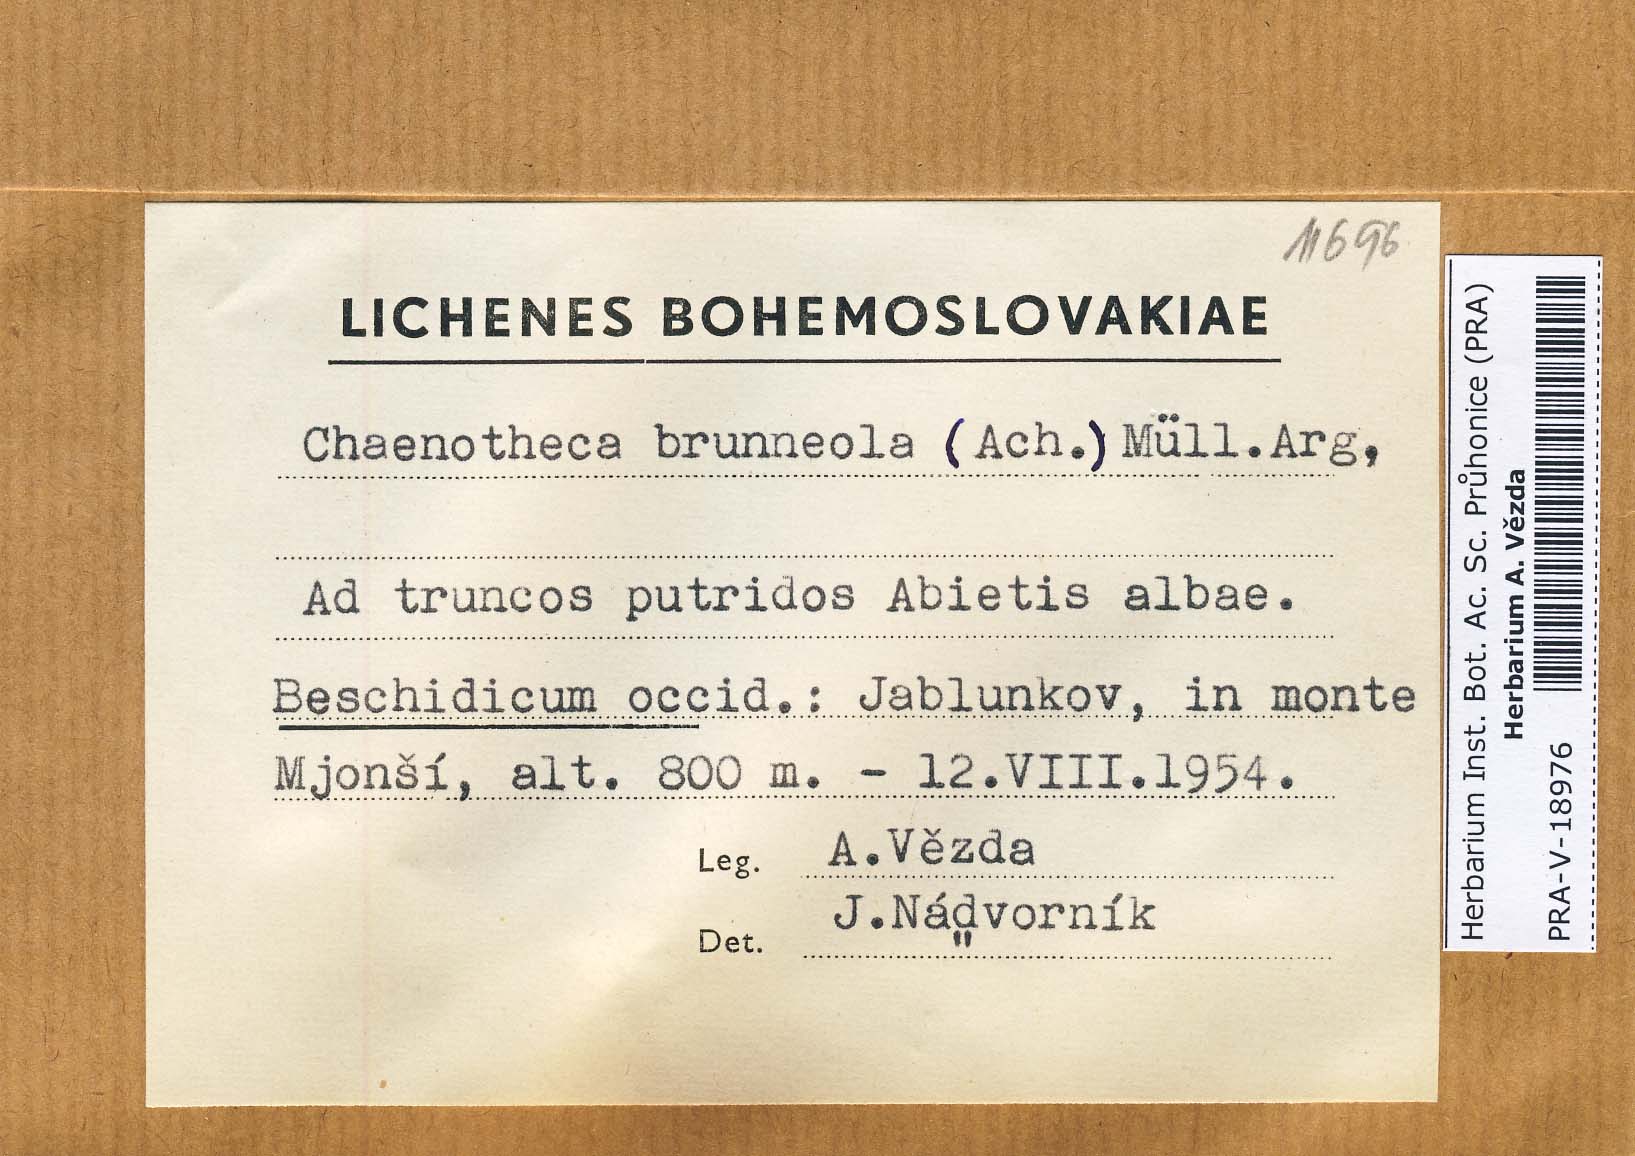 11696
LICHENES BOHEMOSLOVAKIAE
Chaenotheca brunneola (Ach.) Müll.Arg,
Ad truncos putridos Abietis albae.
Beschidicum occid.: Jablunkov, in monte
Mjonší, alt. 800 m. - 12.VIII.1954.
Leg. A.Vězda
Det. J.Nádvorník
"
Herbarium Inst. Bot. Ac. Sc. Průhonice (PRA)
Herbarium A. Vězda
PRA-V-18976